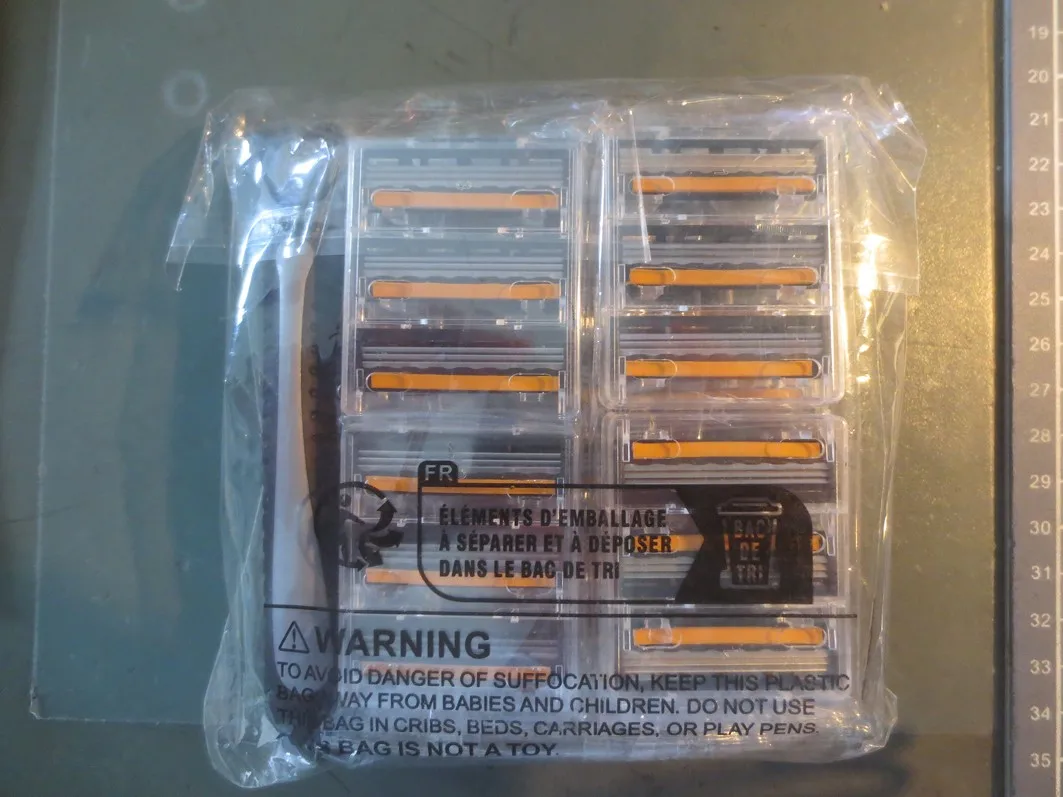 19
20
21
22
23
24
25
26
27
28
29
30
31
32
33
34
35
FR
ÉLÉMENTS D'EMBALLAGE
À SÉPARER ET À DÉPOSER
DANS LE BAC DE TRI
BAC
DE
TRI
WARNING
TO AVOID DANGER OF SUFFOCATION, KEEP THIS PLASTIC
BAG AWAY FROM BABIES AND CHILDREN. DO NOT USE
THIS BAG IN CRIBS, BEDS, CARRIAGES, OR PLAY PENS.
THIS BAG IS NOT A TOY.